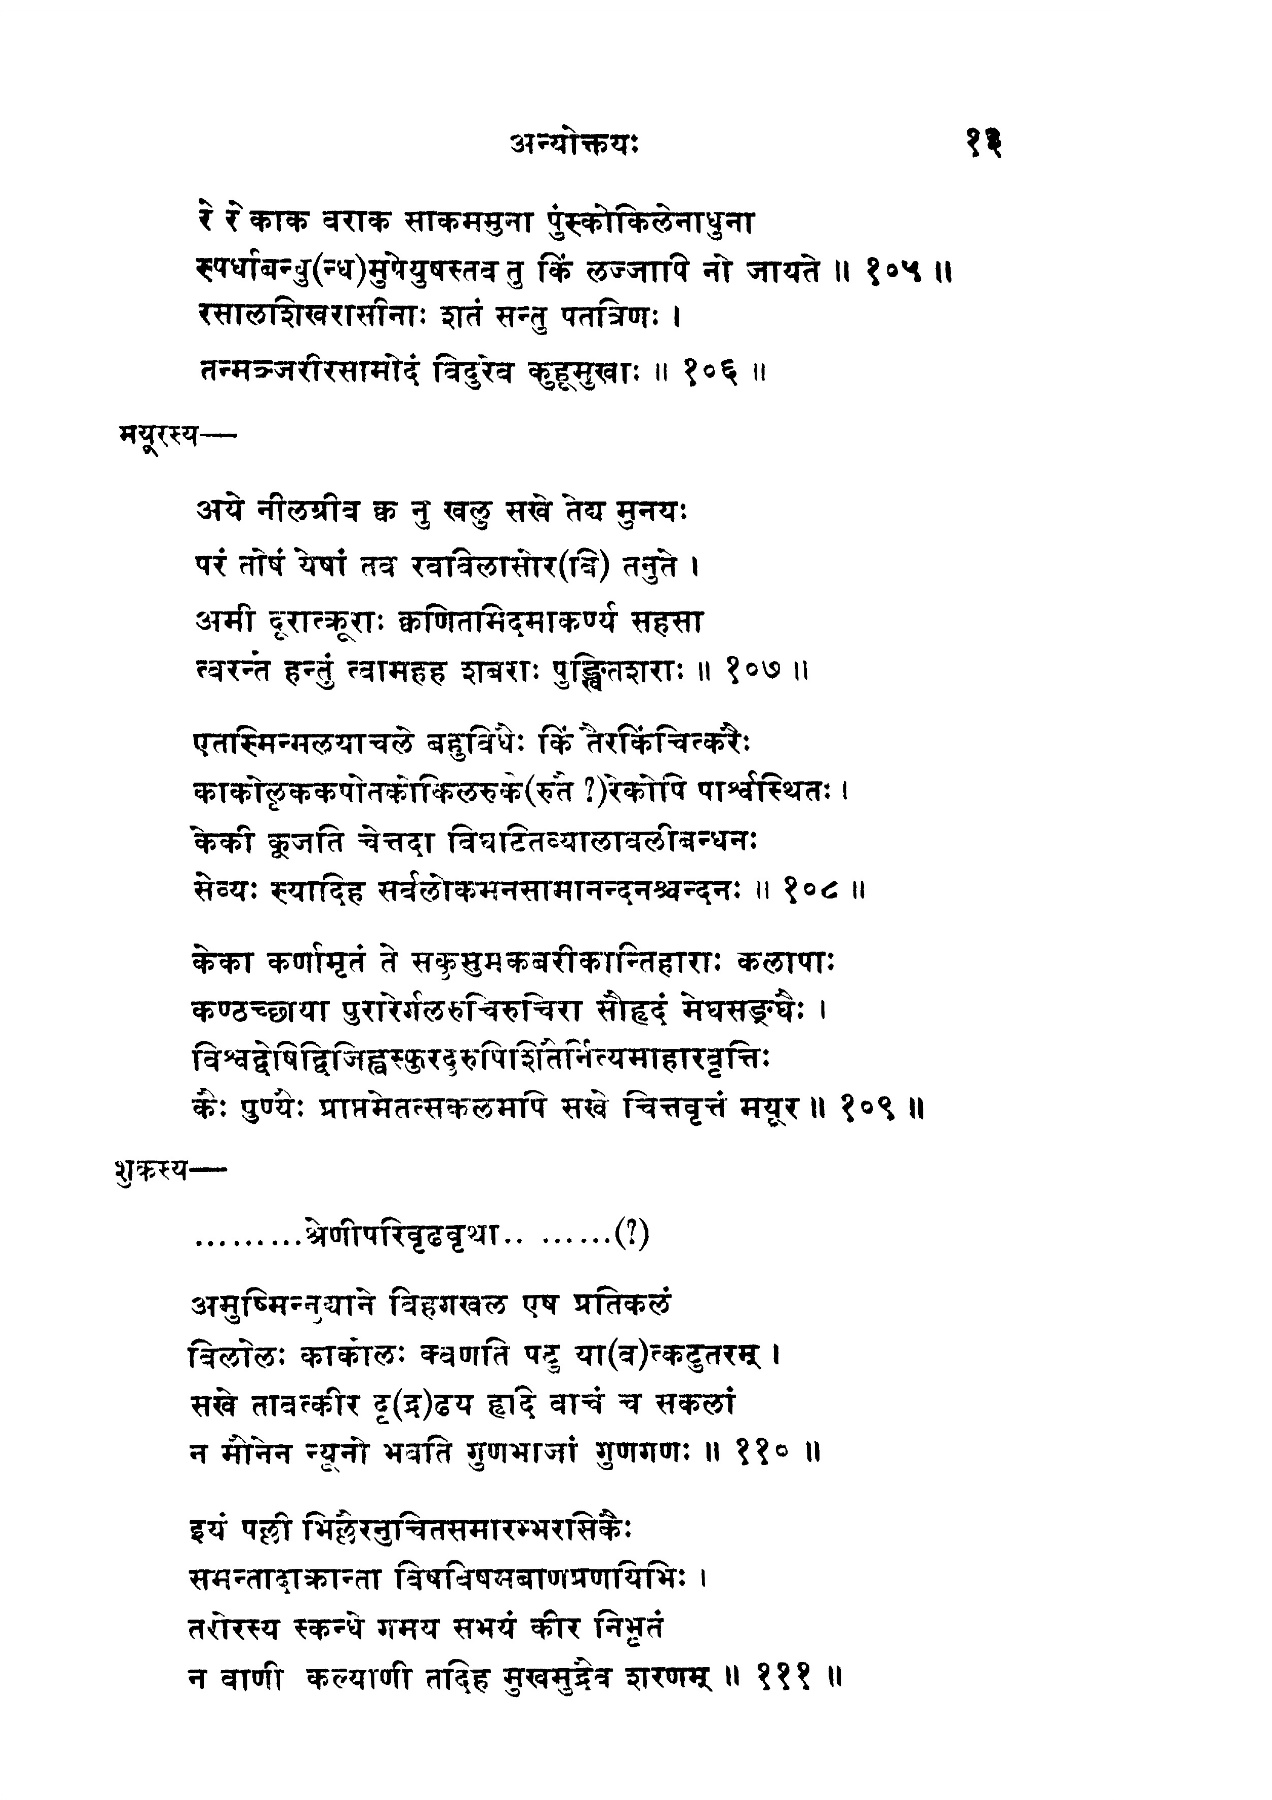 अन्योक्तयः १३
रे रे काक वराक साकममुना पुंस्कोकिलेनाधुना
स्पर्धाबन्धु(न्ध)मुपेयुषस्तव तु किं लज्जापि नो जायते ॥ १०५ ॥
रसालशिखरासीनाः शतं सन्तु पतत्रिणः ।
तन्मञ्जरीरसामोदं विदुरेव कुहूमुखाः ॥ १०६ ॥
मयूरस्य—
अये नीलग्रीव क्व नु खलु सखे तेद्य मुनयः
परं तोषं येषां तव रवविलासोर(वि) तनुते ।
अमी दूरात्क्रूराः क्वणितमिदमाकर्ण्य सहसा
त्वरन्ते हन्तुं त्वामहह शबराः पुङ्खितशराः ॥ १०७ ॥
एतस्मिन्मलयाचले बहुविधैः किं तैरकिंचित्करैः
काकोलूककपोतकोकिलरुके(रुतै ?)रेकोपि पार्श्वस्थितः ।
केकी कूजति चेत्तदा विघटितव्यालावलीबन्धनः
सेव्यः स्यादिह सर्वलोकमनसामानन्दनश्चन्दनः ॥ १०८ ॥
केका कर्णामृतं ते सकुसुमकबरीकान्तिहाराः कलापाः
कण्ठच्छाया पुरारेर्गलरुचिरुचिरा सौहृदं मेघसङ्घैः ।
विश्वद्वेषिद्विजिह्वस्फुरदुरुपिशितैर्नित्यमाहारवृत्तिः
कैः पुण्यैः प्राप्तमेतत्सकलमपि सखे चित्तवृत्तं मयूर ॥ १०९ ॥
शुकस्य—
.........श्रेणीपरिवृढवृथा.. ......(?)
अमुष्मिन्नुद्याने विहगखल एष प्रतिकलं
विलोलः काकोलः क्वणति पटु या(व)त्कटुतरम् ।
सखे तावत्कीर दृ(द्र)ढय हृदि वाचं च सकलां
न मौनेन न्यूनो भवति गुणभाजां गुणगणः ॥ ११० ॥
इयं पल्ली भिल्लैरनुचितसमारम्भरसिकैः
समन्तादाक्रान्ता विषविषमबाणप्रणयिभिः ।
तरोरस्य स्कन्धे गमय सभयं कीर निभृतं
न वाणी कल्याणी तदिह मुखमुद्रैव शरणम् ॥ १११ ॥